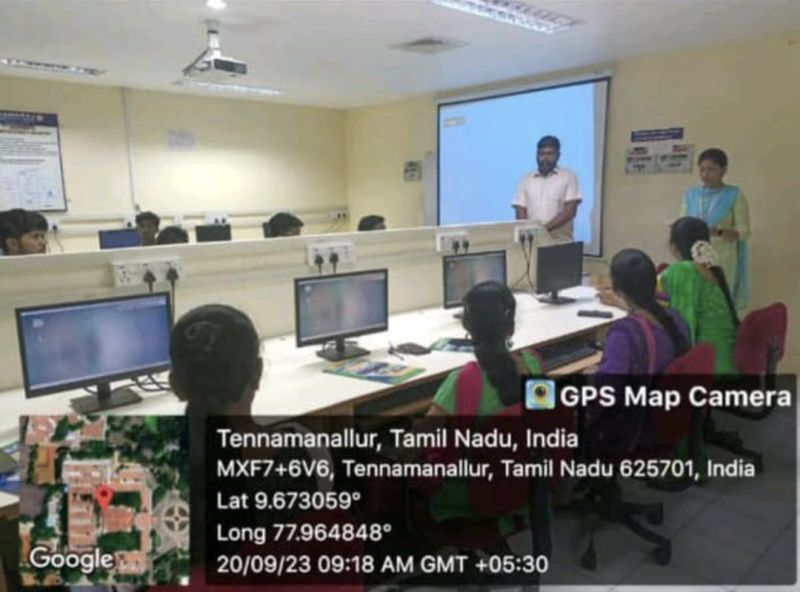 GPS Map Camera
Tennamanallur, Tamil Nadu, India
MXF7+6V6, Tennamanallur, Tamil Nadu 625701, India
Lat 9.673059°
Long 77.964848°
20/09/23 09:18 AM GMT +05:30
Google